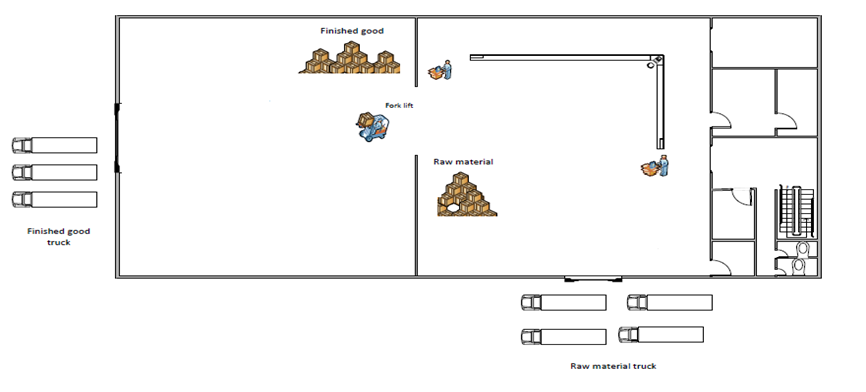 Finished good
Fork lift
Raw material
Finished good
truck
Raw material truck